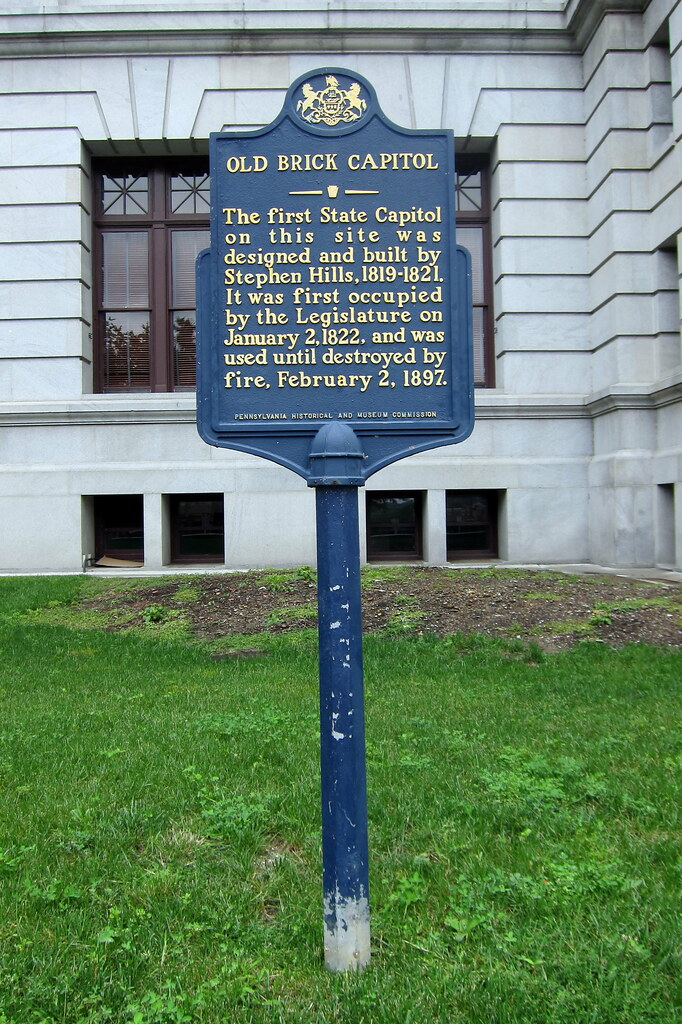 OLD BRICK CAPITOL
The first State Capitol
on this site was
designed and built by
Stephen Hills, 1819-1821.
It was first occupied
by the Legislature on
January 2, 1822, and was
used until destroyed by
fire, February 2, 1897.
PENNSYLVANIA HISTORICAL AND MUSEUM COMMISSION